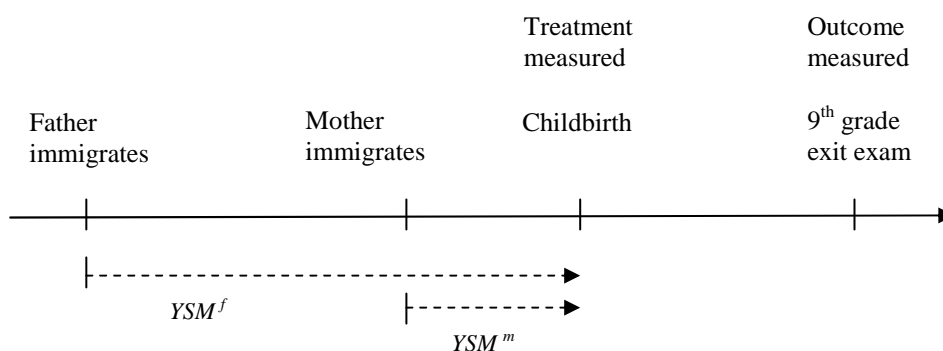 Treatment
measured
Outcome
measured
Father
immigrates
Mother
immigrates
Childbirth
9th grade
exit exam
YSM f
YSM m